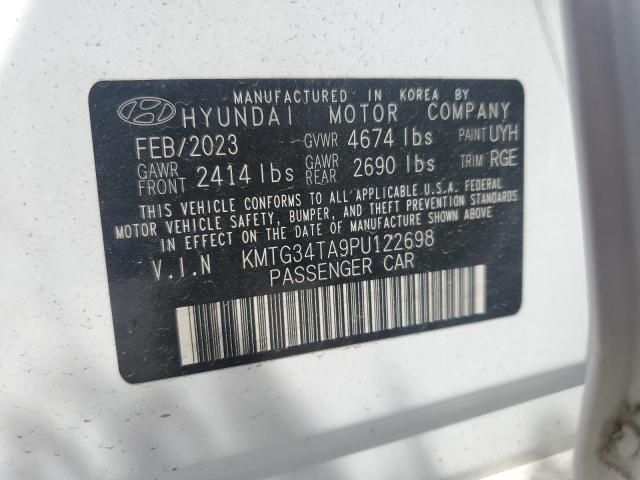 MANUFACTURED IN KOREA BY
HYUNDAI MOTOR COMPANY
FEB/2023 GVWR 4674 lbs PAINT UYH
GAWR FRONT 2414 lbs GAWR REAR 2690 lbs TRIM RGE
THIS VEHICLE CONFORMS TO ALL APPLICABLE U.S.A. FEDERAL
MOTOR VEHICLE SAFETY, BUMPER, AND THEFT PREVENTION STANDARDS
IN EFFECT ON THE DATE OF MANUFACTURE SHOWN ABOVE.
V.I.N KMTG34TA9PU122698
PASSENGER CAR